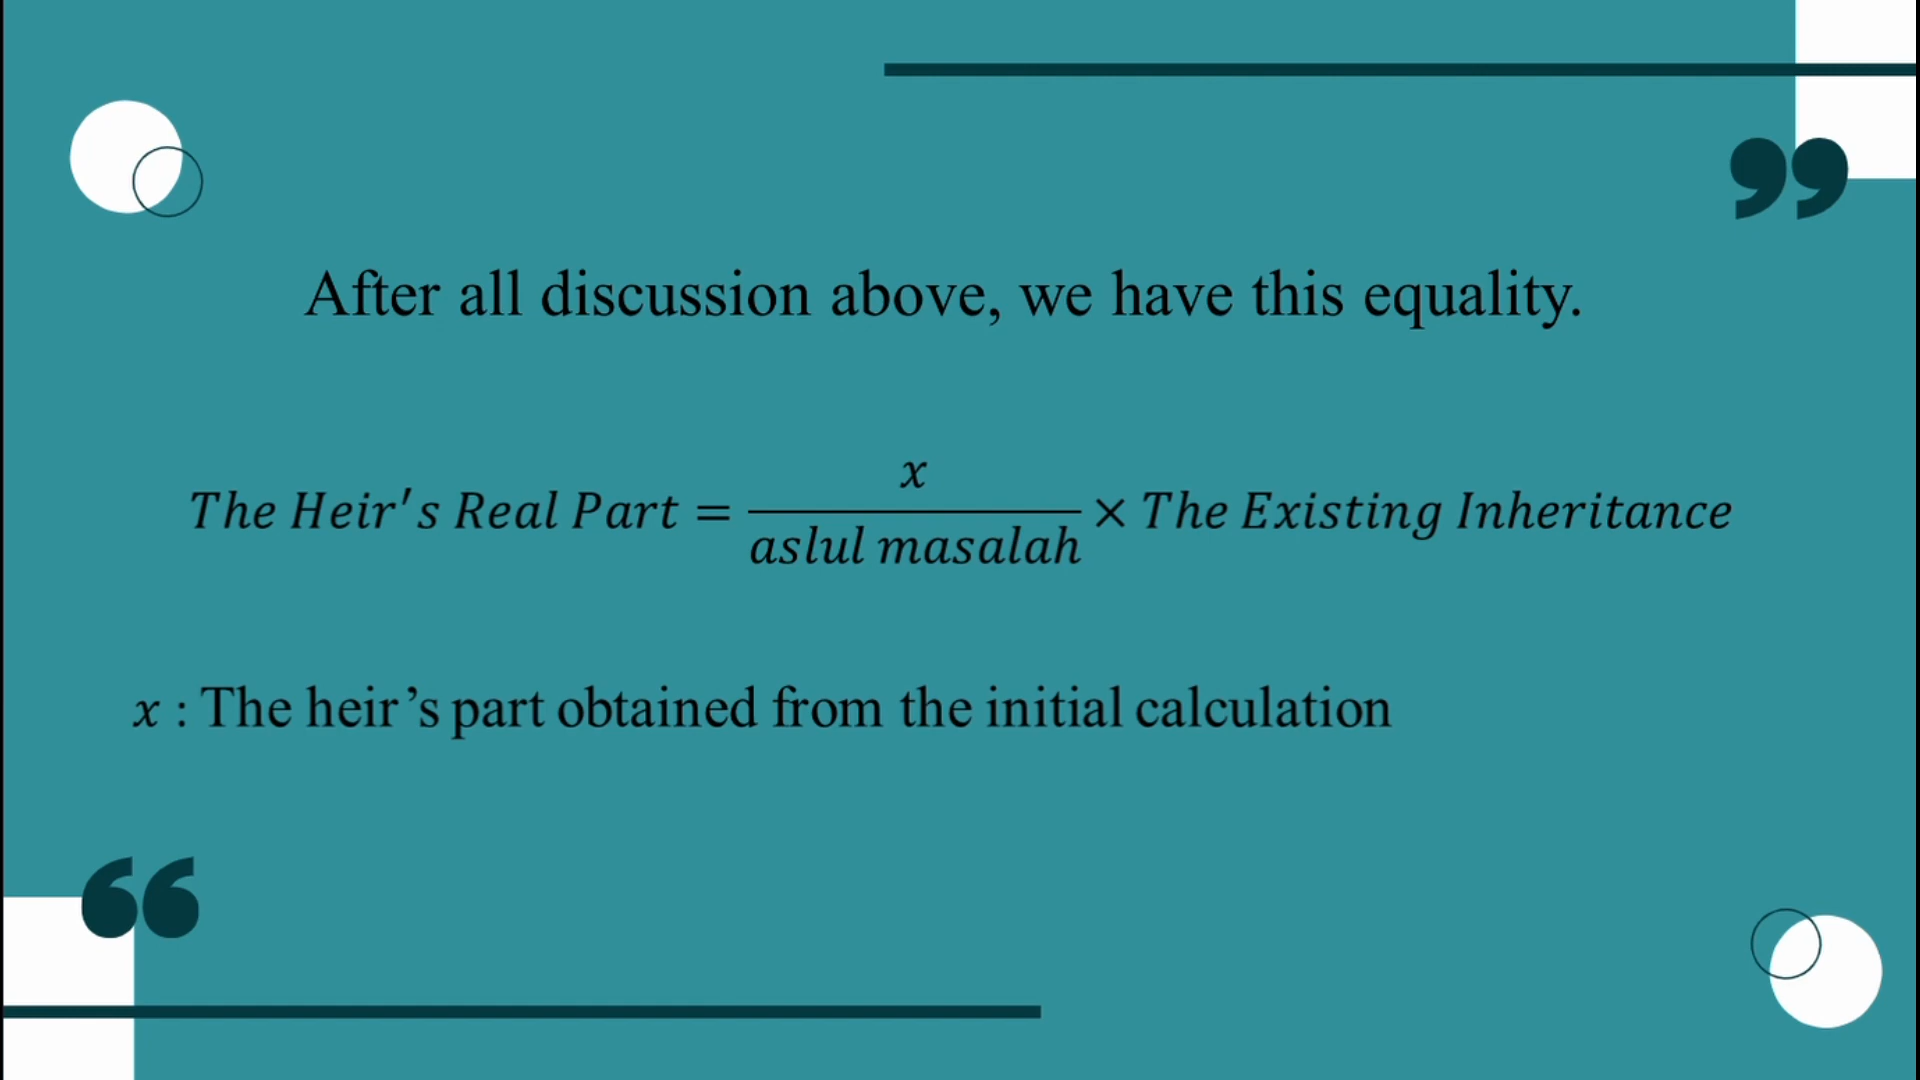 After all discussion above, we have this equality.
The Heir's Real Part = x / aslul masalah × The Existing Inheritance
x : The heir’s part obtained from the initial calculation